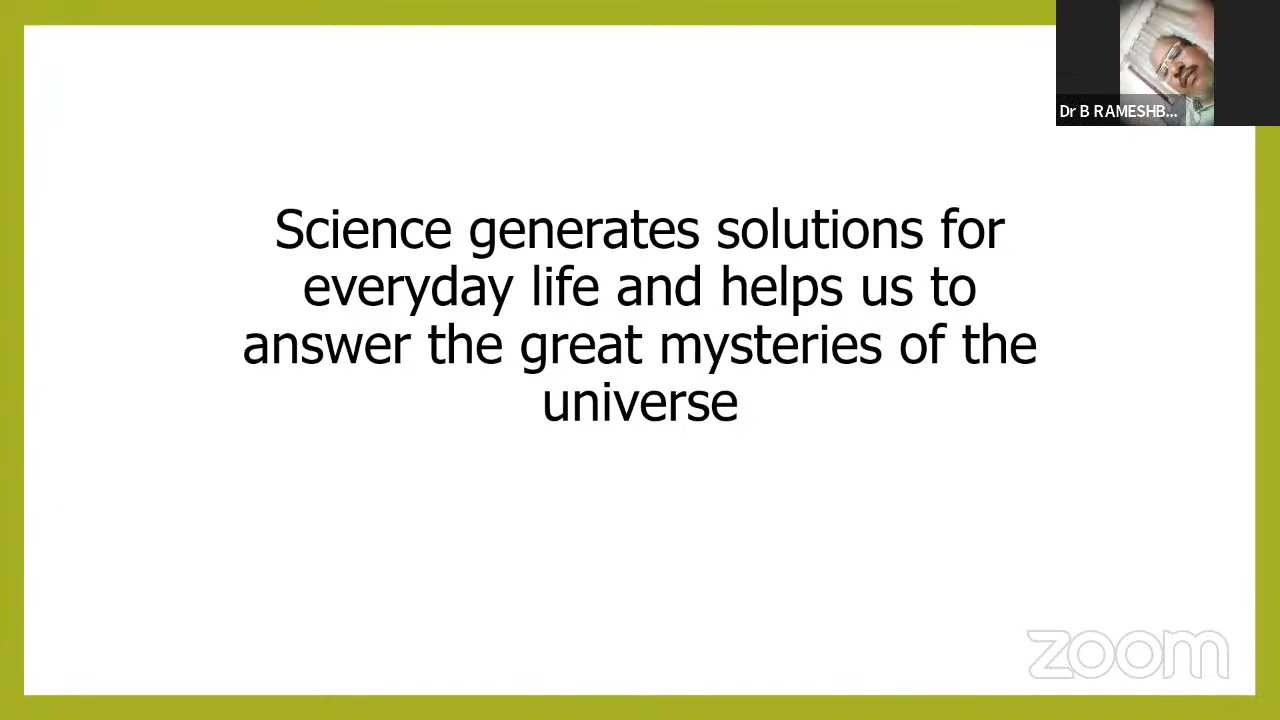 Dr B RAMESHB...
Science generates solutions for
everyday life and helps us to
answer the great mysteries of the
universe
zoom